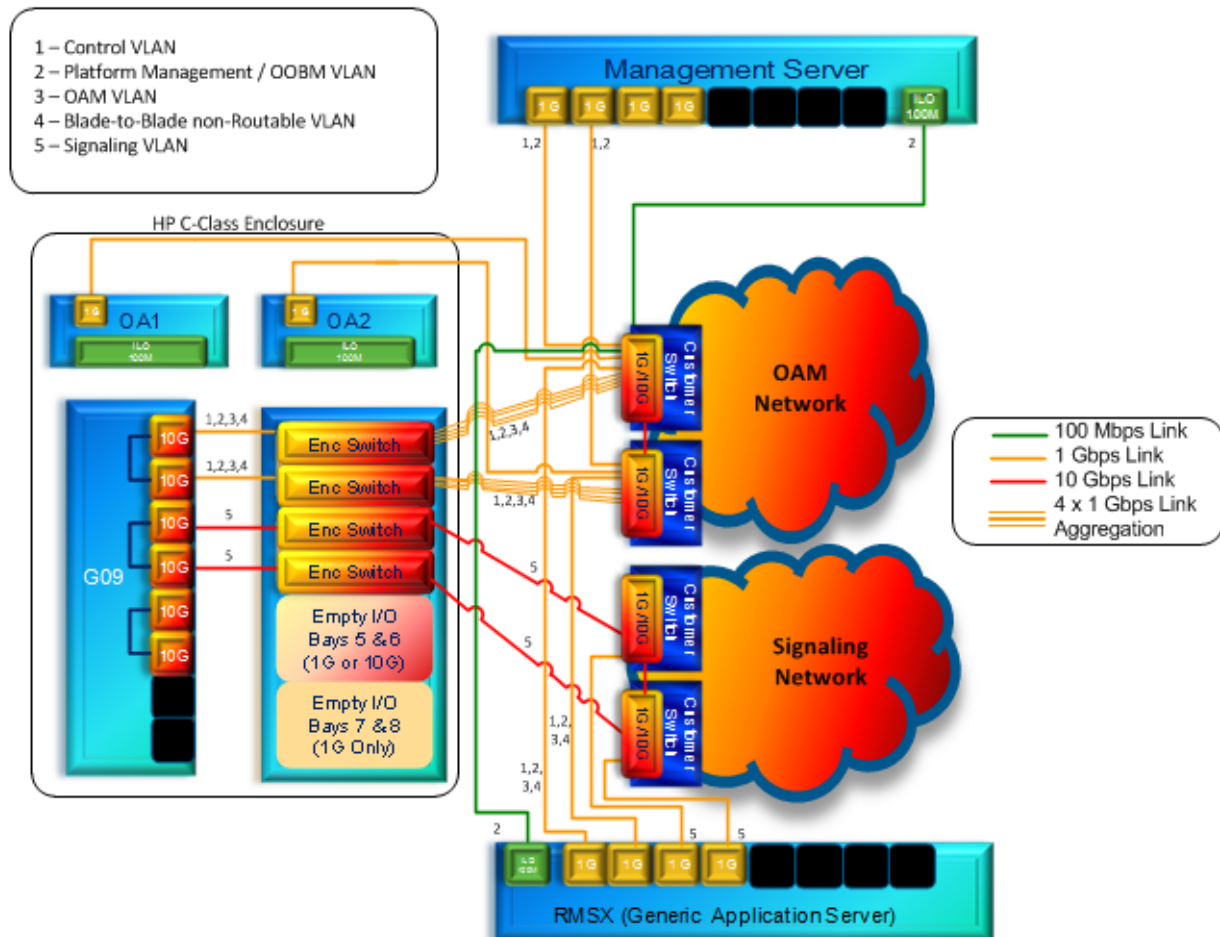 1 – Control VLAN
2 – Platform Management / OOBM VLAN
3 – OAM VLAN
4 – Blade-to-Blade non-Routable VLAN
5 – Signaling VLAN
Management Server
1G
1G
1G
1G
ILO
100M
1,2
1,2
2
HP C-Class Enclosure
1G
OA1
ILO
100M
1G
OA2
ILO
100M
1G/10G
Customer
Switch
OAM
Network
1G/10G
Customer
Switch
100 Mbps Link
1 Gbps Link
10 Gbps Link
4 x 1 Gbps Link
Aggregation
G09
10G
10G
10G
10G
10G
10G
1,2,3,4
1,2,3,4
5
5
Enc Switch
Enc Switch
Enc Switch
Enc Switch
Empty I/O
Bays 5 & 6
(1G or 10G)
Empty I/O
Bays 7 & 8
(1G Only)
1,2,3,4
1,2,3,4
5
5
1G/10G
Customer
Switch
Signaling
Network
1G/10G
Customer
Switch
1,2,
3,4
1,2,
3,4
2
5
5
ILO
100M
1G
1G
1G
1G
RMSX (Generic Application Server)